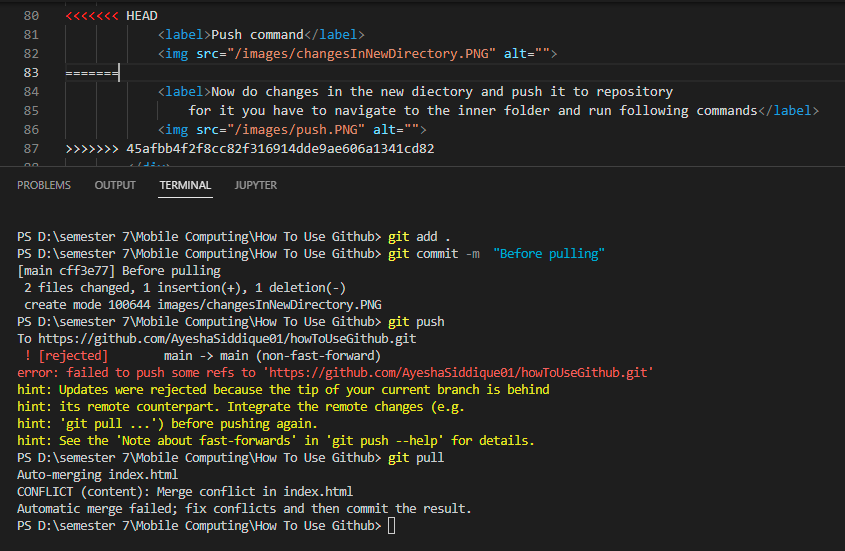 80 <<<<<<< HEAD
81 <label>Push command</label>
82 <img src="/images/changesInNewDirectory.PNG" alt="">
83 =======
84 <label>Now do changes in the new diectory and push it to repository
85 for it you have to navigate to the inner folder and run following commands</label>
86 <img src="/images/push.PNG" alt="">
87 >>>>>>> 45afbb4f2f8cc82f316914dde9ae606a1341cd82
88 </div>
PROBLEMS OUTPUT TERMINAL JUPYTER
PS D:\semester 7\Mobile Computing\How To Use Github> git add .
PS D:\semester 7\Mobile Computing\How To Use Github> git commit -m  "Before pulling"
[main cff3e77] Before pulling
 2 files changed, 1 insertion(+), 1 deletion(-)
 create mode 100644 images/changesInNewDirectory.PNG
PS D:\semester 7\Mobile Computing\How To Use Github> git push
To https://github.com/AyeshaSiddique01/howToUseGithub.git
 ! [rejected]        main -> main (non-fast-forward)
error: failed to push some refs to 'https://github.com/AyeshaSiddique01/howToUseGithub.git'
hint: Updates were rejected because the tip of your current branch is behind
hint: its remote counterpart. Integrate the remote changes (e.g.
hint: 'git pull ...') before pushing again.
hint: See the 'Note about fast-forwards' in 'git push --help' for details.
PS D:\semester 7\Mobile Computing\How To Use Github> git pull
Auto-merging index.html
CONFLICT (content): Merge conflict in index.html
Automatic merge failed; fix conflicts and then commit the result.
PS D:\semester 7\Mobile Computing\How To Use Github>